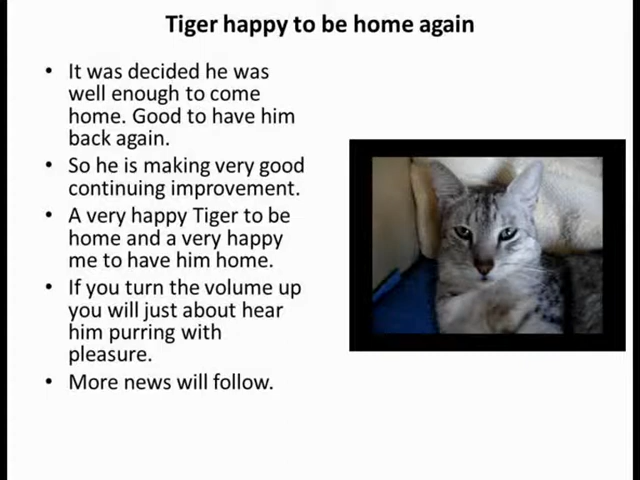 Tiger happy to be home again
• It was decided he was
well enough to come
home. Good to have him
back again.
• So he is making very good
continuing improvement.
• A very happy Tiger to be
home and a very happy
me to have him home.
• If you turn the volume up
you will just about hear
him purring with
pleasure.
• More news will follow.